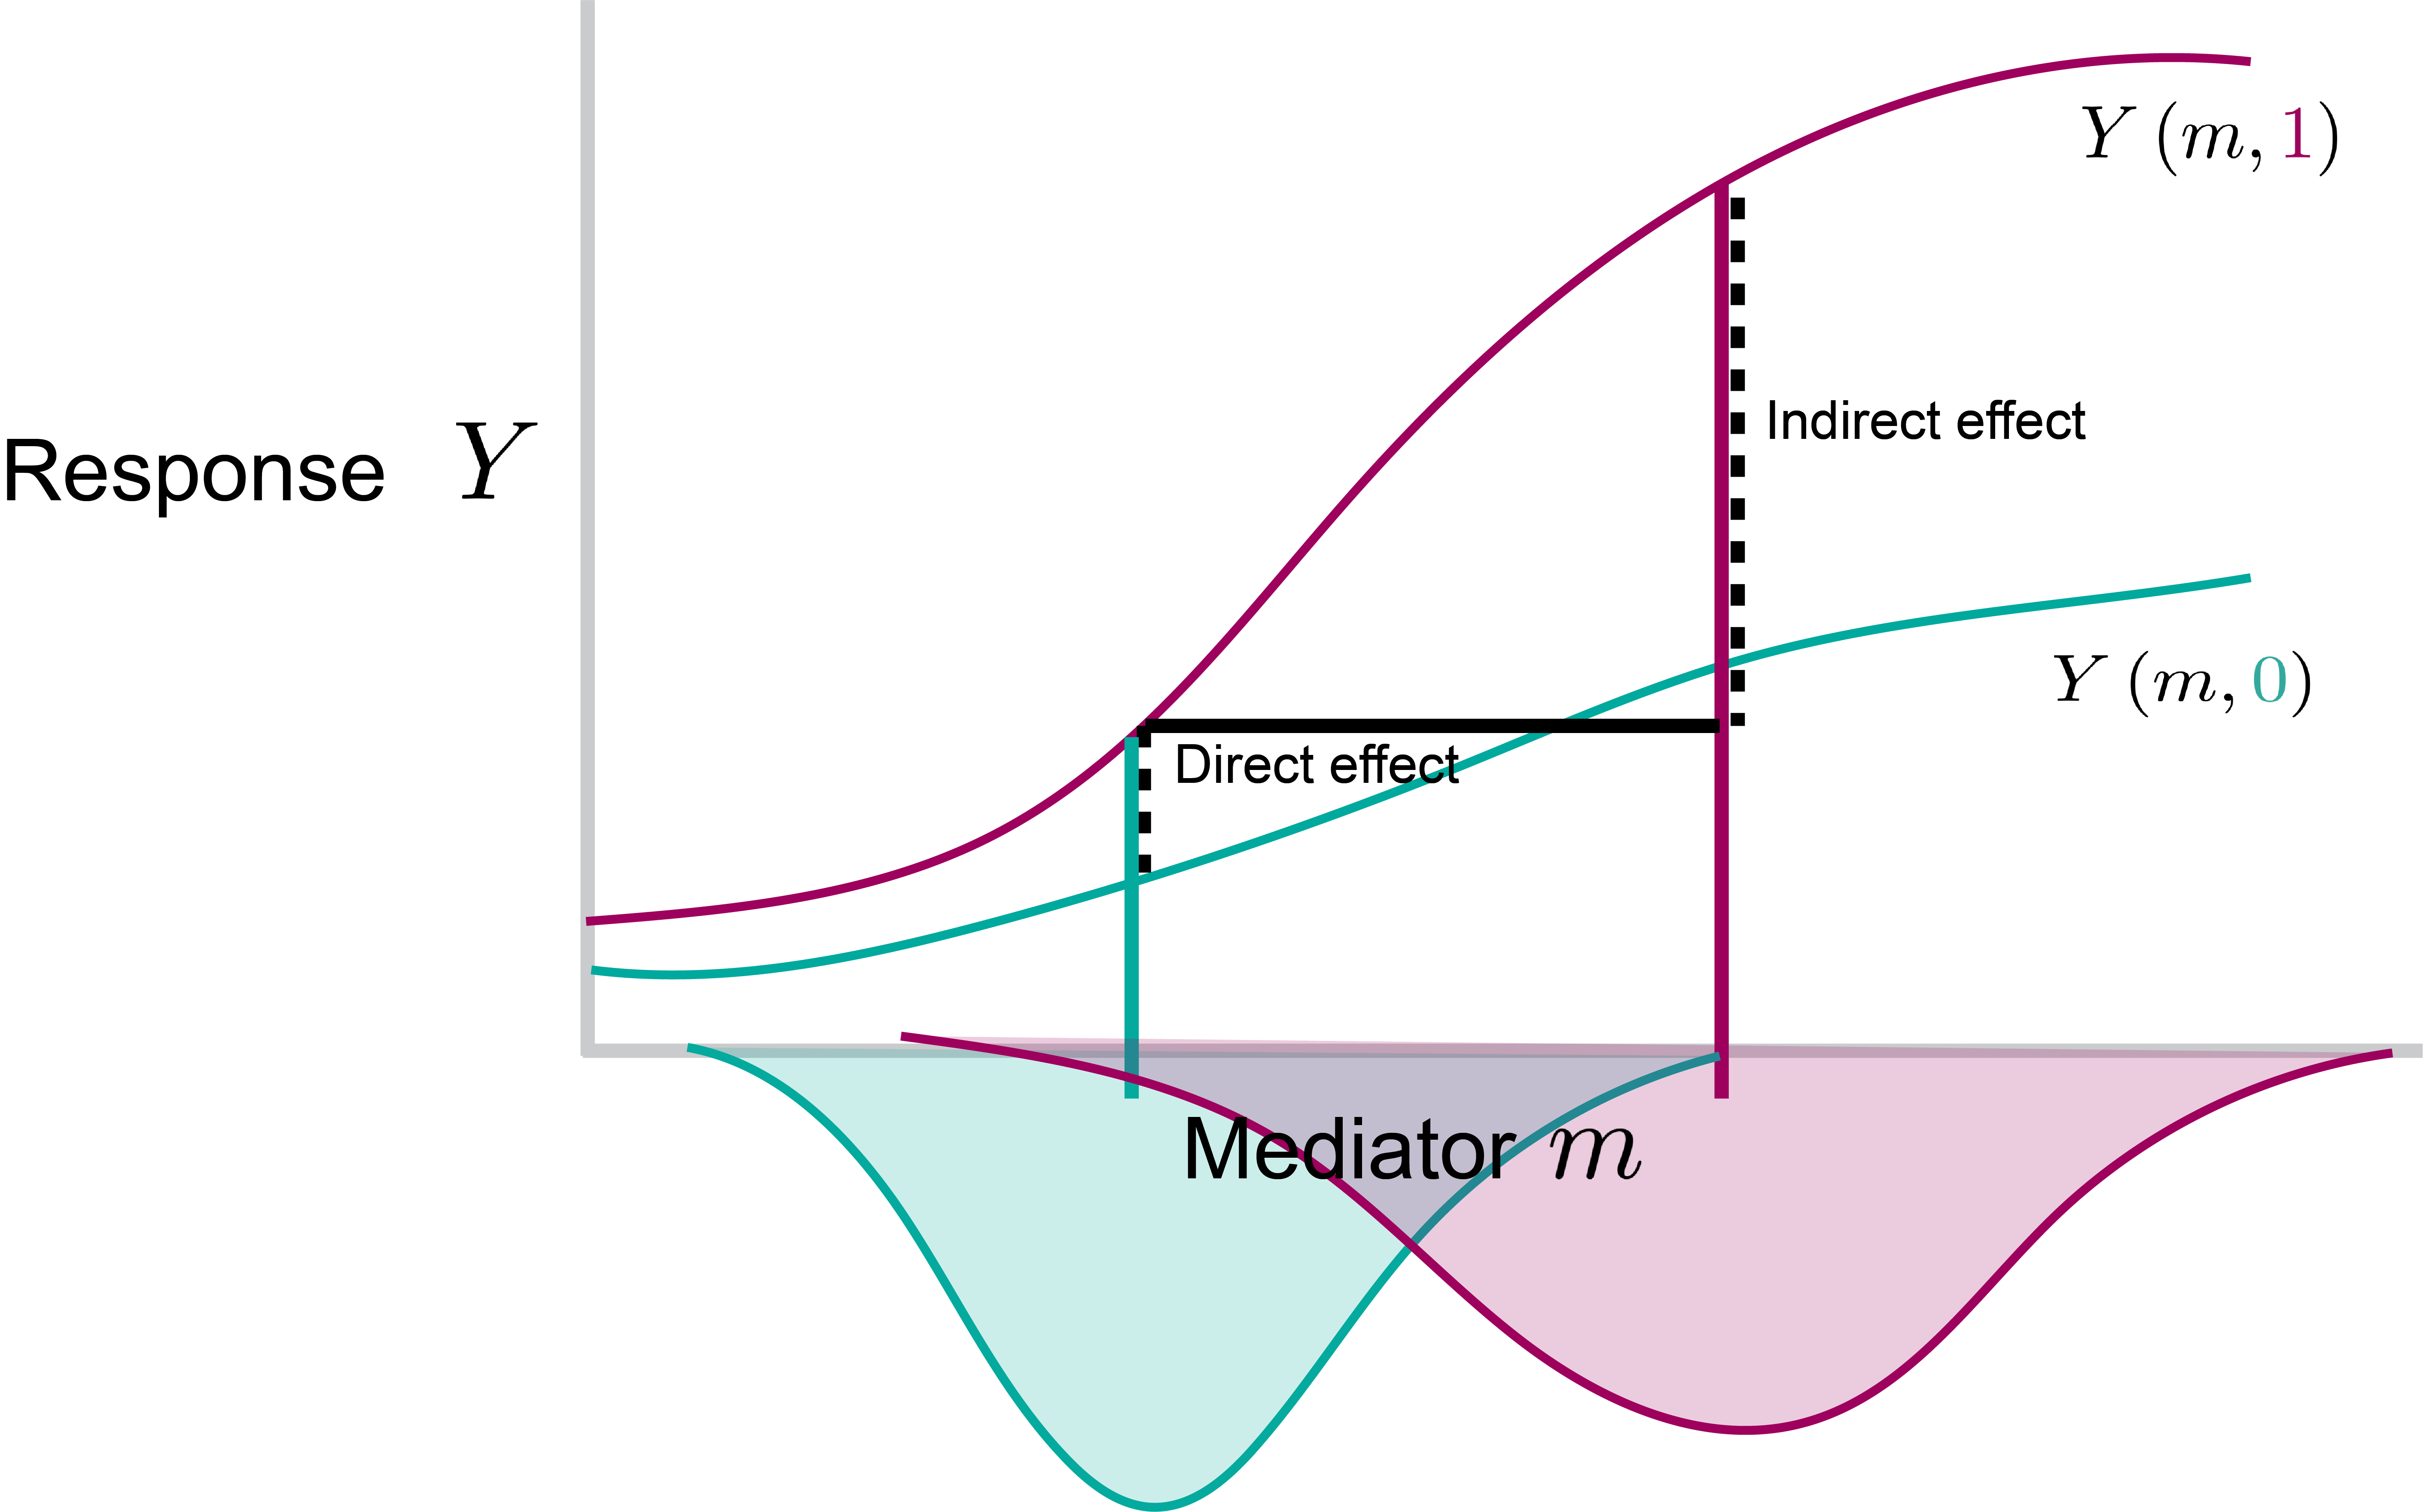 Y (m, 1)
Indirect effect
Response Y
Y (m, 0)
Direct effect
Mediator m